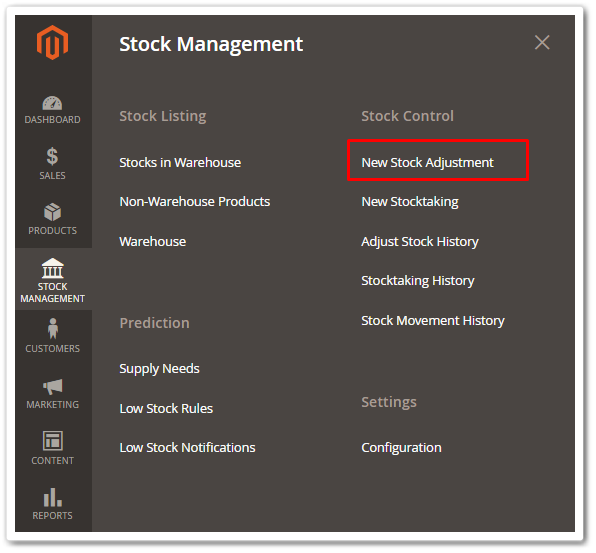 Stock Management
DASHBOARD
SALES
PRODUCTS
STOCK
MANAGEMENT
CUSTOMERS
MARKETING
CONTENT
REPORTS
Stock Listing
Stocks in Warehouse
Non-Warehouse Products
Warehouse
Prediction
Supply Needs
Low Stock Rules
Low Stock Notifications
Stock Control
New Stock Adjustment
New Stocktaking
Adjust Stock History
Stocktaking History
Stock Movement History
Settings
Configuration